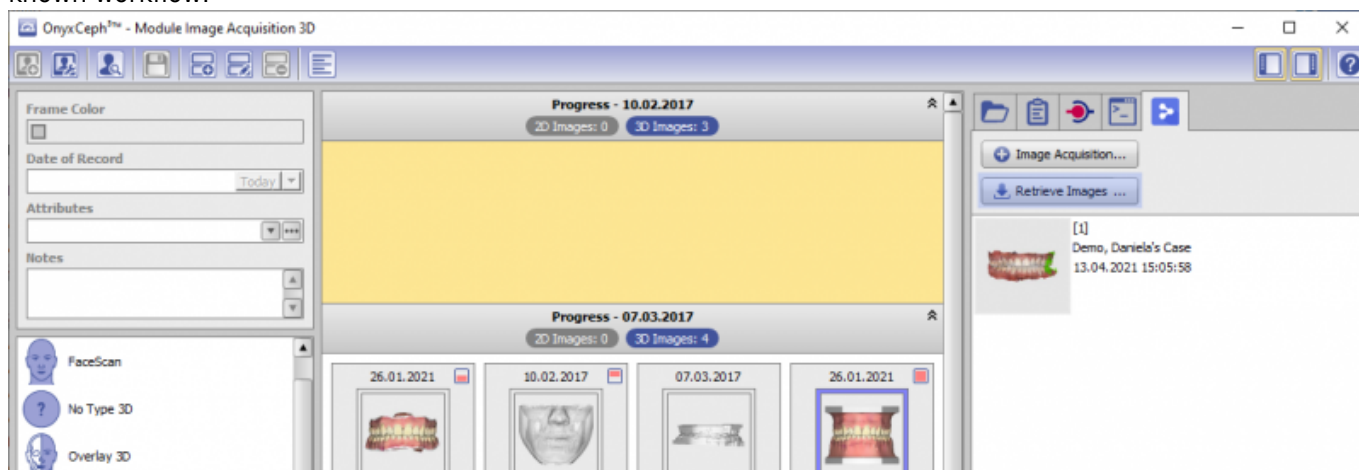 OnyxCeph³™ - Module Image Acquisition 3D
Frame Color
Date of Record
Today
Attributes
Notes
FaceScan
No Type 3D
Overlay 3D
Progress - 10.02.2017
2D Images: 0 3D Images: 3
Progress - 07.03.2017
2D Images: 0 3D Images: 4
26.01.2021 10.02.2017 07.03.2017 26.01.2021
Image Acquisition...
Retrieve Images ...
[1]
Demo, Daniela's Case
13.04.2021 15:05:58